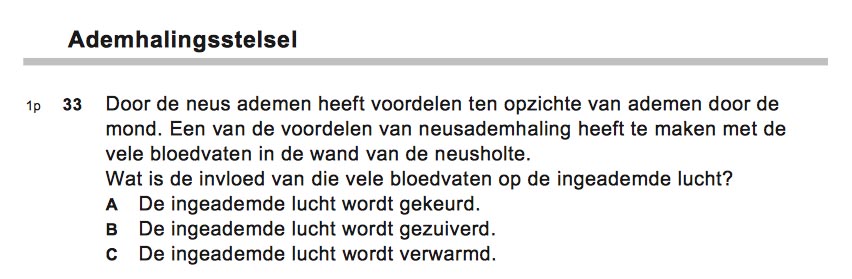 Ademhalingsstelsel
1p 33 Door de neus ademen heeft voordelen ten opzichte van ademen door de
mond. Een van de voordelen van neusademhaling heeft te maken met de
vele bloedvaten in de wand van de neusholte.
Wat is de invloed van die vele bloedvaten op de ingeademde lucht?
A De ingeademde lucht wordt gekeurd.
B De ingeademde lucht wordt gezuiverd.
C De ingeademde lucht wordt verwarmd.